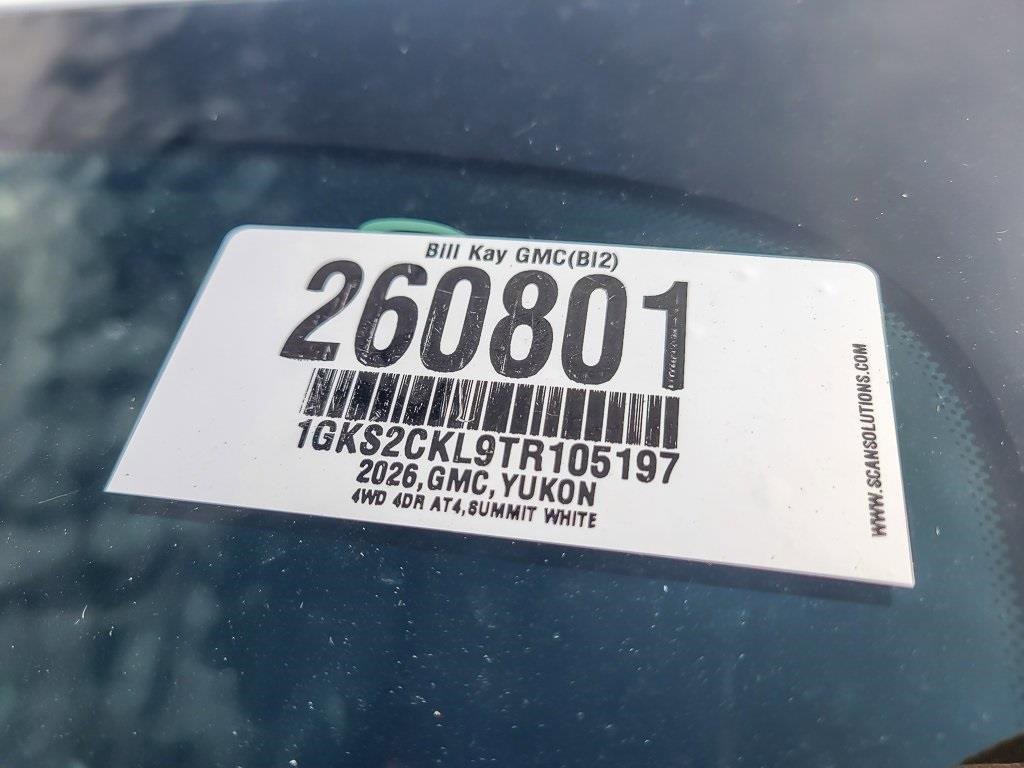 Bill Kay GMC(BI2)
260801
1GKS2CKL9TR105197
2026,GMC,YUKON
4WD 4DR AT4,SUMMIT WHITE
WWW.SCANSOLUTIONS.COM